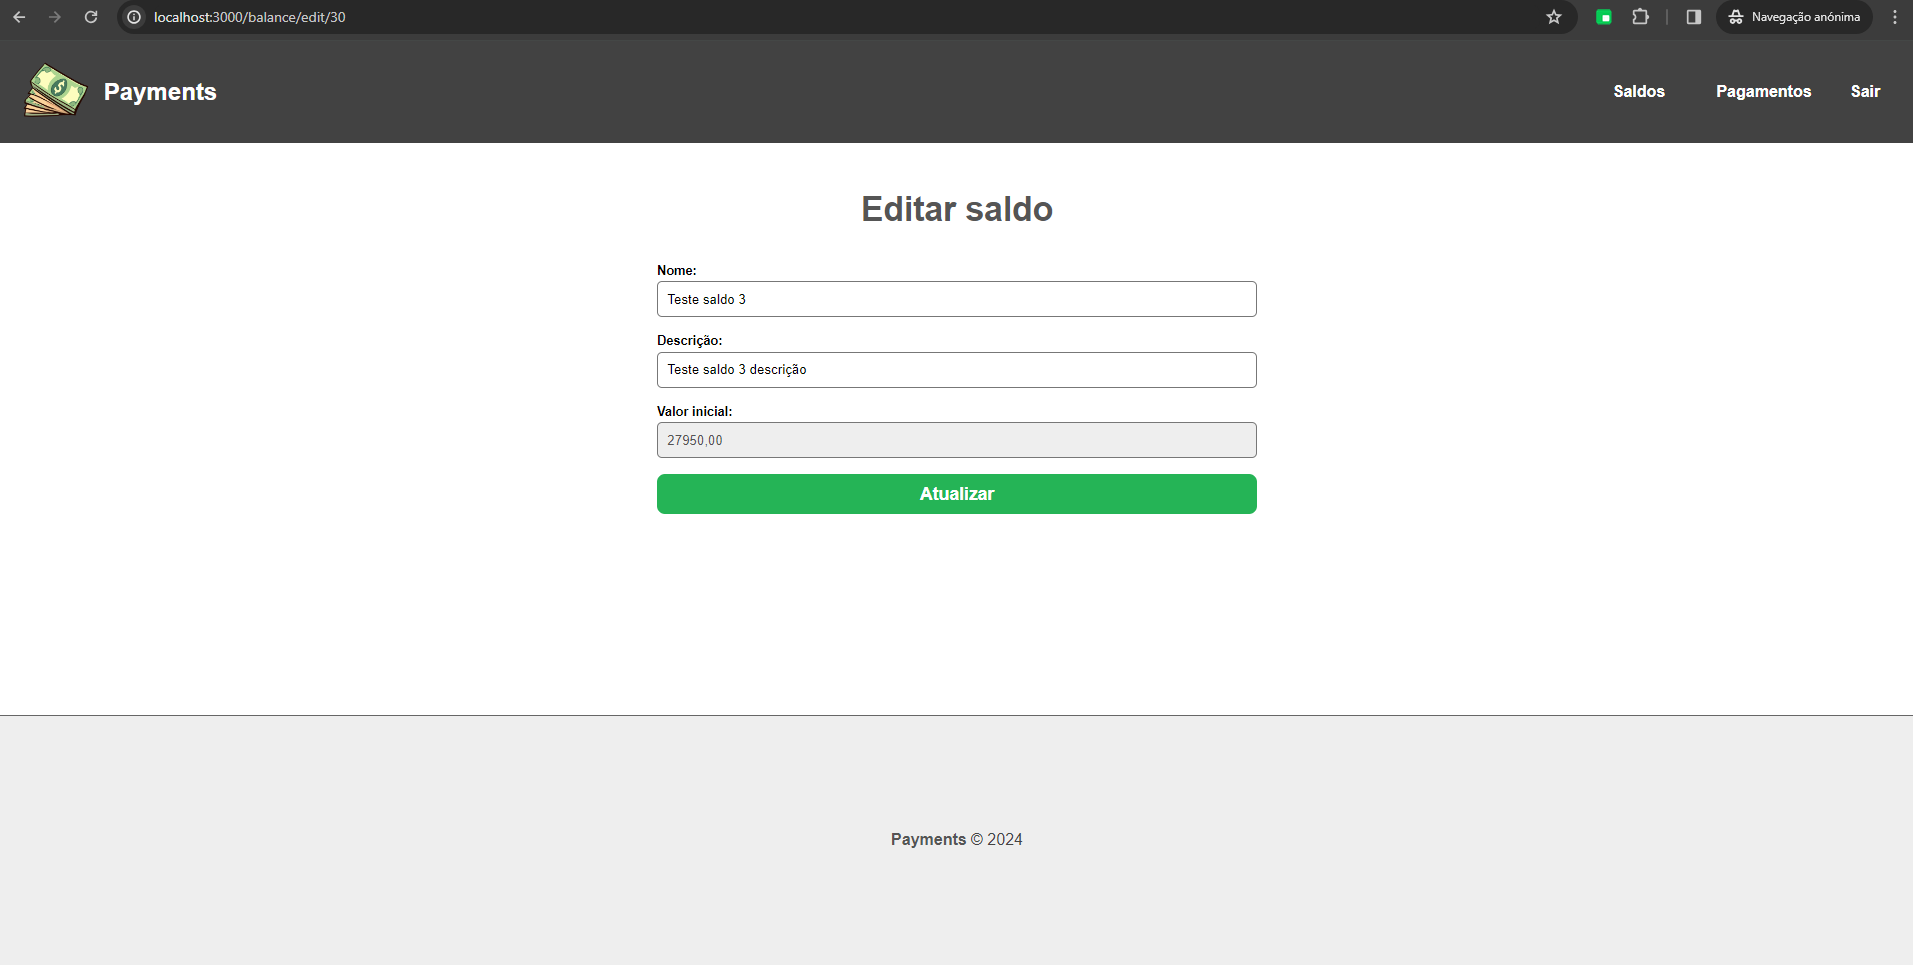 localhost:3000/balance/edit/30
Navegação anónima
Payments
Saldos
Pagamentos
Sair
Editar saldo
Nome:
Teste saldo 3
Descrição:
Teste saldo 3 descrição
Valor inicial:
27950,00
Atualizar
Payments © 2024